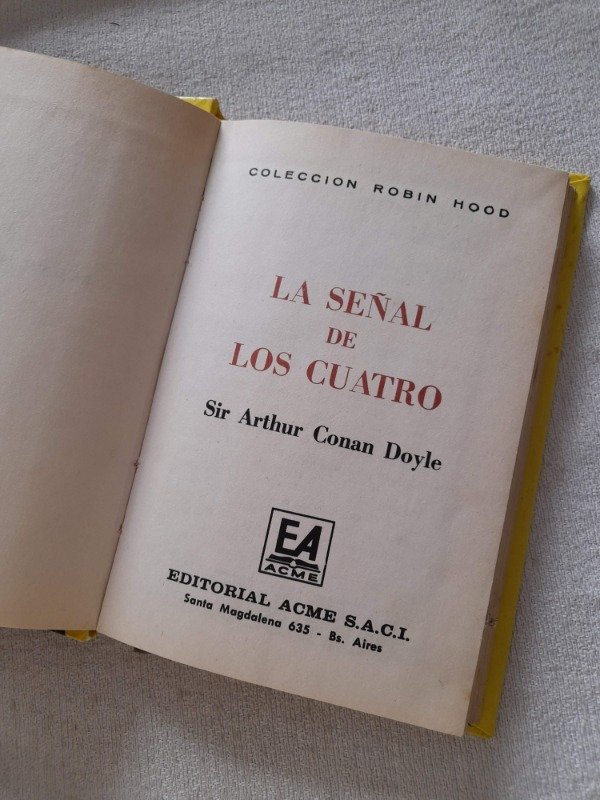 COLECCION ROBIN HOOD
LA SEÑAL
DE
LOS CUATRO
Sir Arthur Conan Doyle
EA
ACME
EDITORIAL ACME S.A.C.I.
Santa Magdalena 635 - Bs. Aires